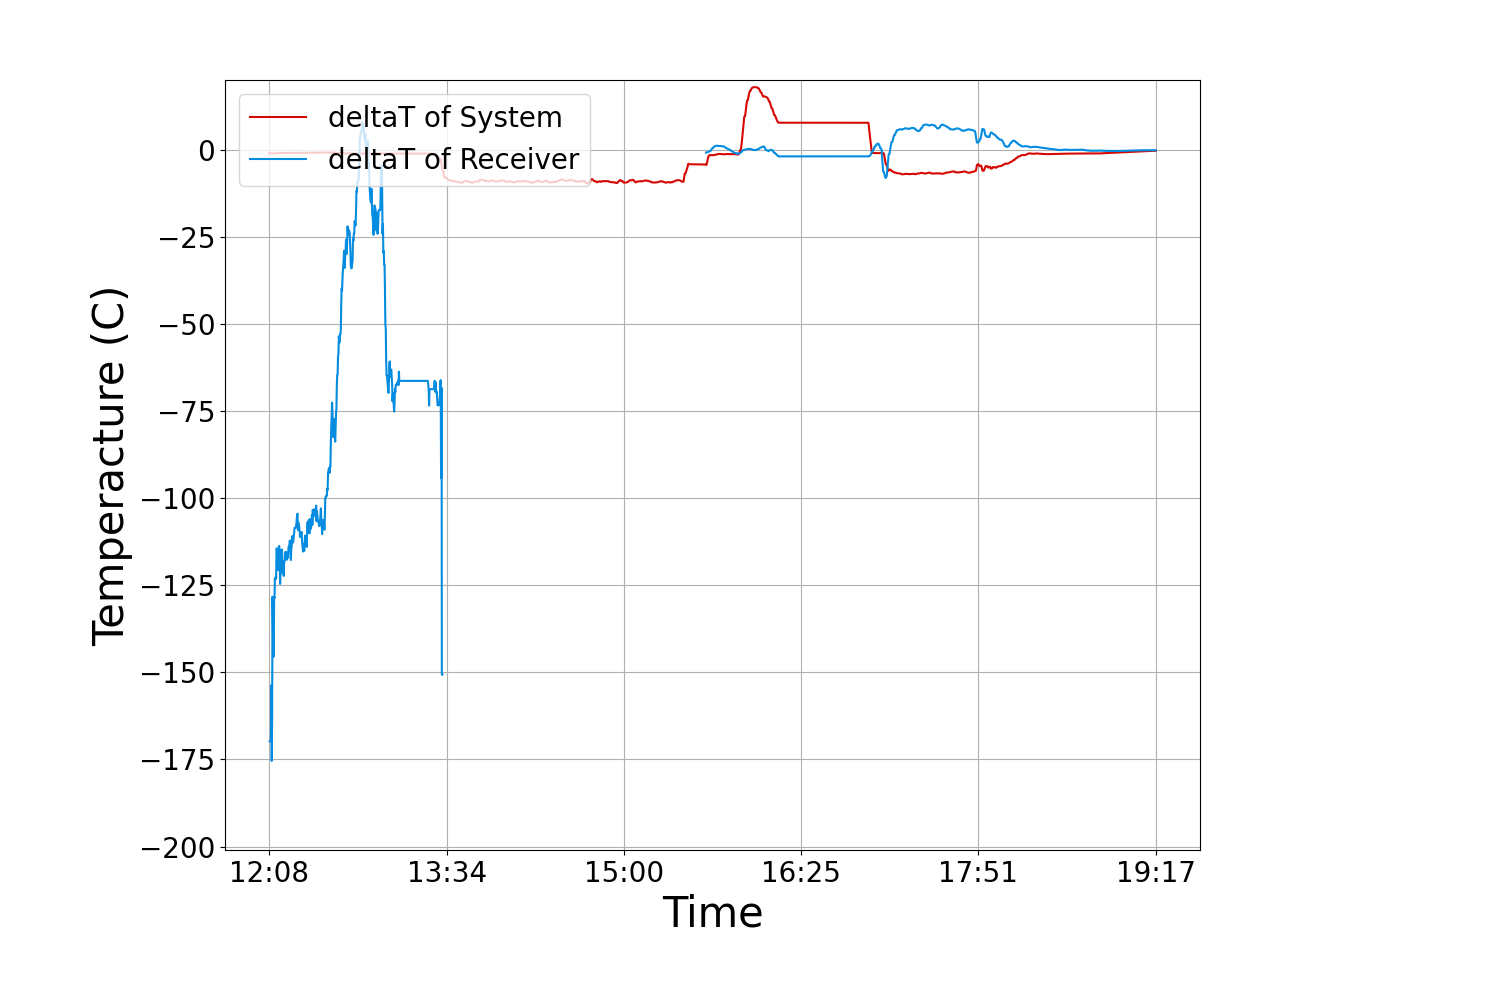 deltaT of System
deltaT of Receiver
0
−25
−50
−75
−100
−125
−150
−175
−200
Temperacture (C)
12:08 13:34 15:00 16:25 17:51 19:17
Time